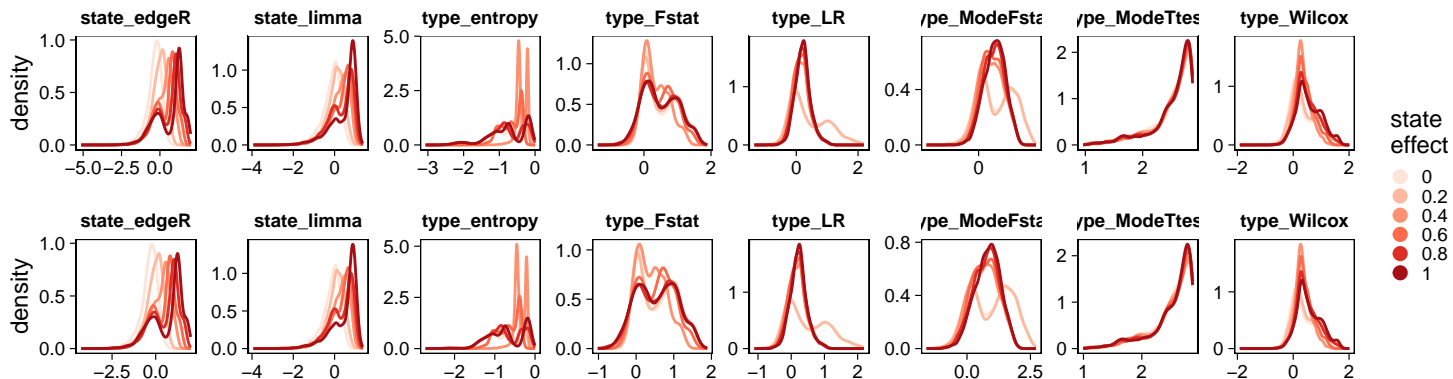 state_edgeR state_limma type_entropy type_Fstat type_LR ype_ModeFsta ype_ModeTtes type_Wilcox
density
1.0 0.5 0.0
1.0 0.5 0.0
5.0 2.5 0.0
1.5 1.0 0.5 0.0
1 0
0.4 0.0
2 1 0
1 0
−5.0 −2.5 0.0 −4 −2 0 −3 −2 −1 0 0 2 0 2 0.0 2.5 1 2 −2 0 2
state
effect
0
0.2
0.4
0.6
0.8
1
state_edgeR state_limma type_entropy type_Fstat type_LR ype_ModeFsta ype_ModeTtes type_Wilcox
density
1.0 0.5 0.0
1.0 0.5 0.0
5.0 2.5 0.0
1.0 0.5 0.0
1 0
0.8 0.4 0.0
2 1 0
1 0
−2.5 0.0 −4 −2 0 −2 −1 0 −1 0 1 2 −1 0 1 2 0.0 2.5 1 2 −2 0 2